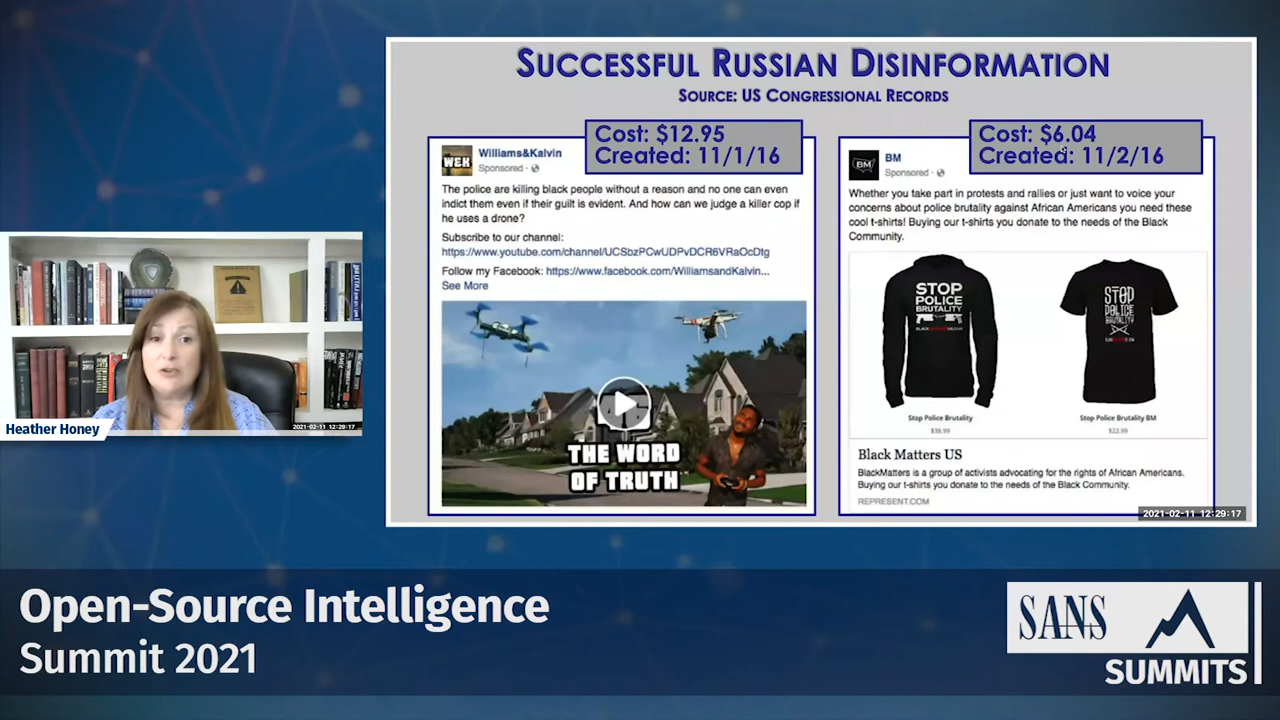 SUCCESSFUL RUSSIAN DISINFORMATION
SOURCE: US CONGRESSIONAL RECORDS
Cost: $12.95
Created: 11/1/16
WEK
Williams&Kalvin
Sponsored ·
The police are killing black people without a reason and no one can even
indict them even if their guilt is evident. And how can we judge a killer cop if
he uses a drone?
Subscribe to our channel:
https://www.youtube.com/channel/UCSbzPCwUDPvDCR6VRaOcDtg
Follow my Facebook: https://www.facebook.com/WilliamsandKalvin...
See More
THE WORD
OF TRUTH
Cost: $6.04
Created: 11/2/16
BM
BM
Sponsored ·
Whether you take part in protests and rallies or just want to voice your
concerns about police brutality against African Americans you need these
cool t-shirts! Buying our t-shirts you donate to the needs of the Black
Community.
STOP
POLICE
BRUTALITY
STOP
POLICE
BRUTALITY
Stop Police Brutality
$38.99
Stop Police Brutality BM
$22.99
Black Matters US
BlackMatters is a group of activists advocating for the rights of African Americans.
Buying our t-shirts you donate to the needs of the Black Community.
REPRESENT.COM
2021-02-11 12:29:17
Heather Honey
2021-02-11 12:29:17
Open-Source Intelligence
Summit 2021
SANS
SUMMITS